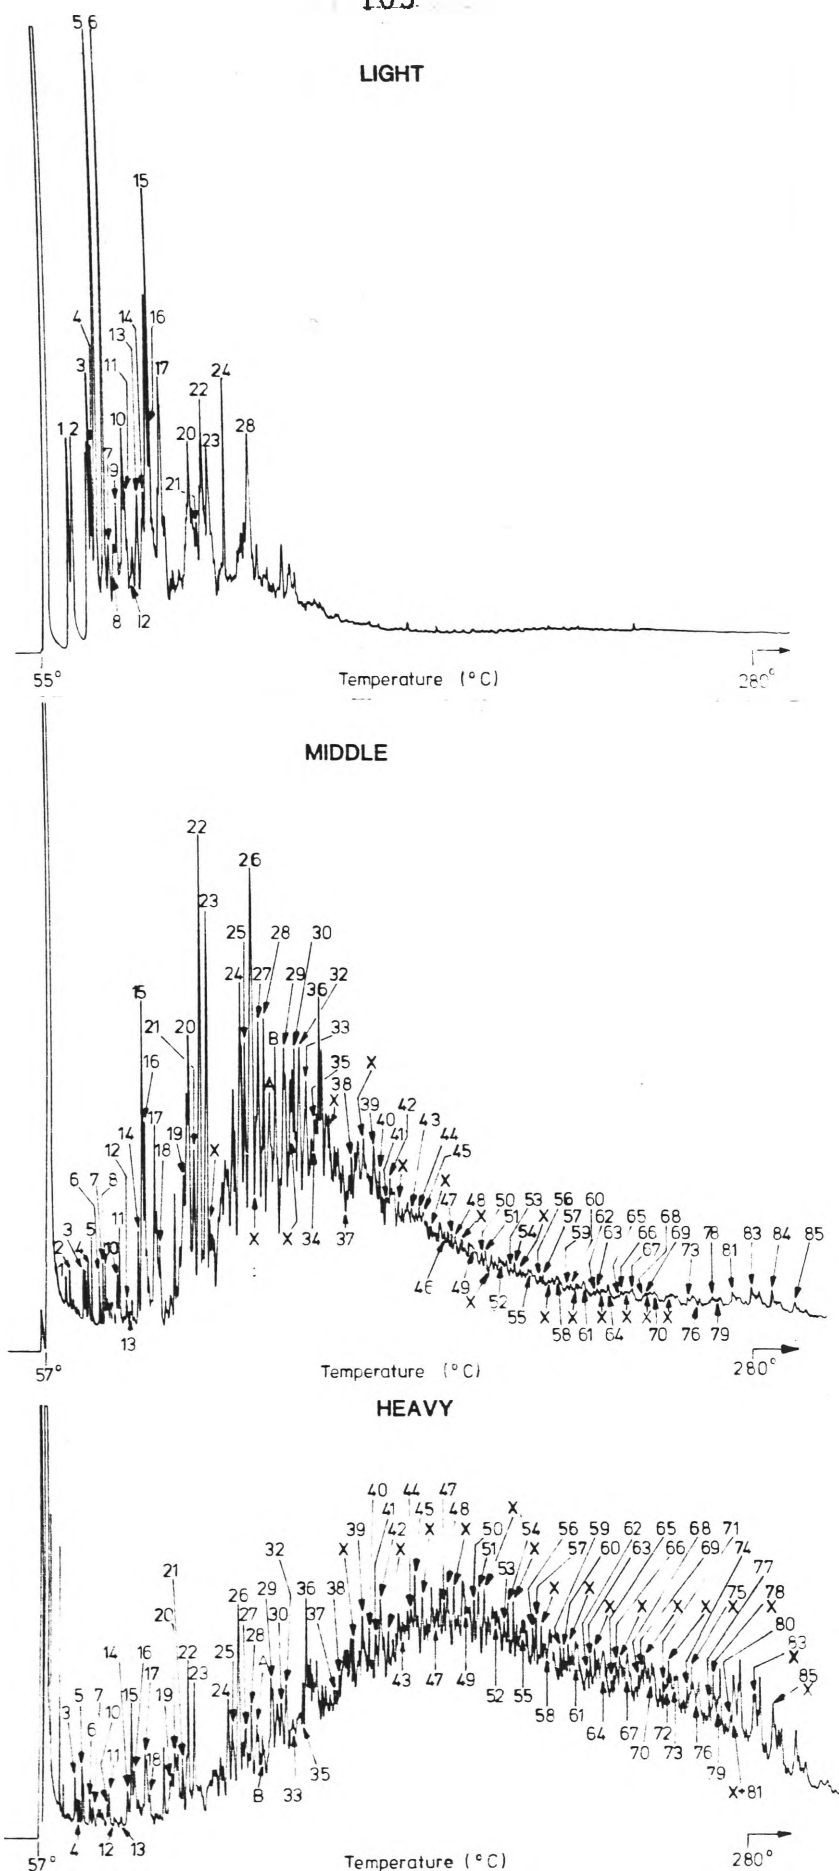 LIGHT
5 6
15
4 14 16
13
3 11 17 24
22
10
1 2 20 28
23
7
9 21
8 12
55° Temperature (°C) 280°
MIDDLE
22
26
23
25 28 30
24 27 29 32
36
15
21 20 B 33
16 35 X
A 38 X
17 39 42
14 19 40 43
12 18 X 41 44
45
6 7 8 X
X 47 48 50 53 56 60
11 X 51 X 57 62 65 68
3 5 54 59 63 66 69 78 83 84 85
2 4 10 X X 34 37 67 73 81
49
46 X 52
55 X X X X X X
13 58 61 64 70 76 79
57° Temperature (°C) 280°
HEAVY
40 44 47
41 45 48 X
39 42 X X 50 54 56 59 62 65 68 71
32 X X 51 X 57 60 63 66 69 74
21 53 77
29 36 38 X X X X X 75 X X 78
20 26 30 37 80
27 83
14 16 22 25 28 A X
17 23 85
5 7 15 19 24 43 47 49 X
3 10 52 55
6 58 61
11 18 64 67 72
35 70 73 76
B 33 79
X+81
4 12 13
57° Temperature (°C) 280°